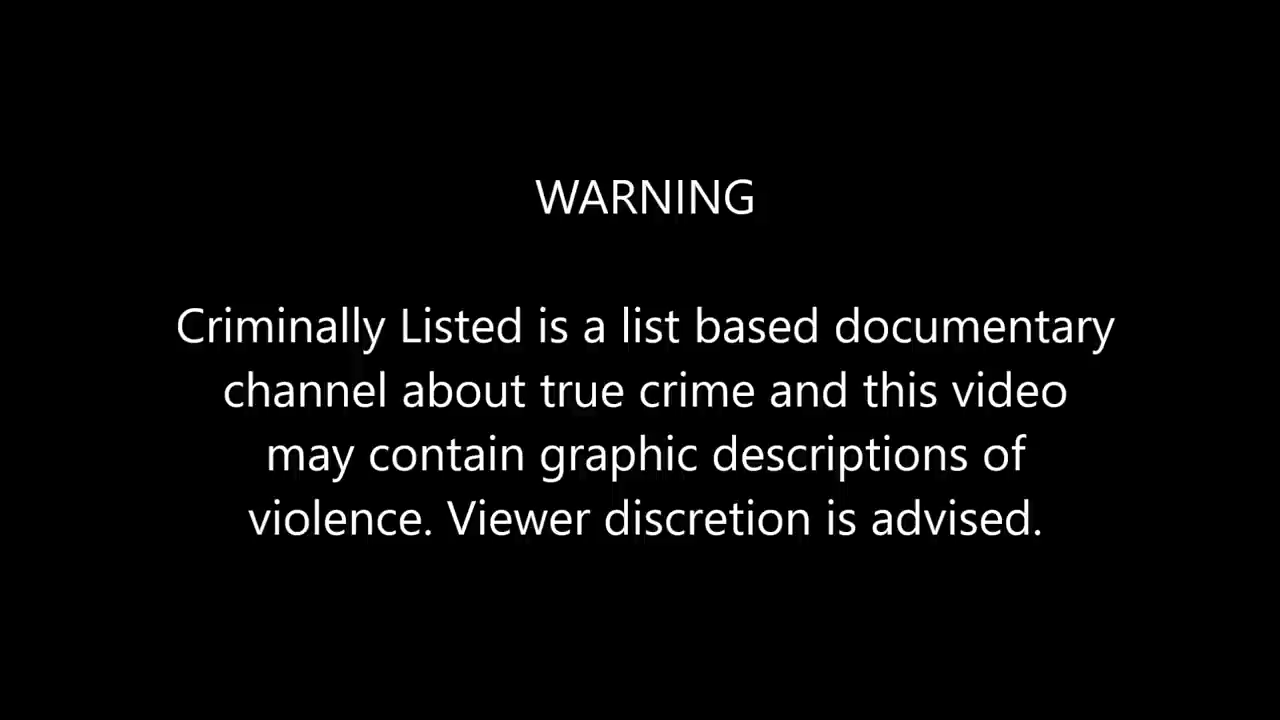 WARNING
Criminally Listed is a list based documentary
channel about true crime and this video
may contain graphic descriptions of
violence. Viewer discretion is advised.